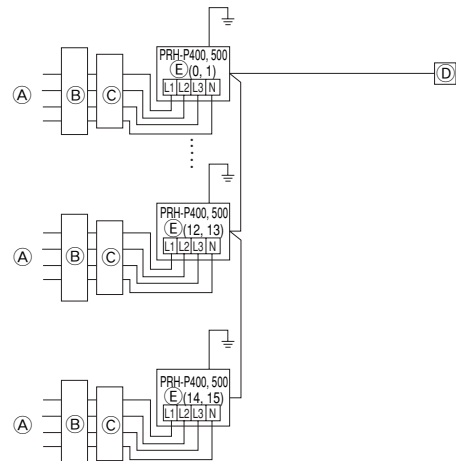 PRH-P400, 500
Ⓔ(0, 1)
L1 L2 L3 N
Ⓐ Ⓑ Ⓒ Ⓓ
PRH-P400, 500
Ⓔ(12, 13)
L1 L2 L3 N
Ⓐ Ⓑ Ⓒ
PRH-P400, 500
Ⓔ(14, 15)
L1 L2 L3 N
Ⓐ Ⓑ Ⓒ